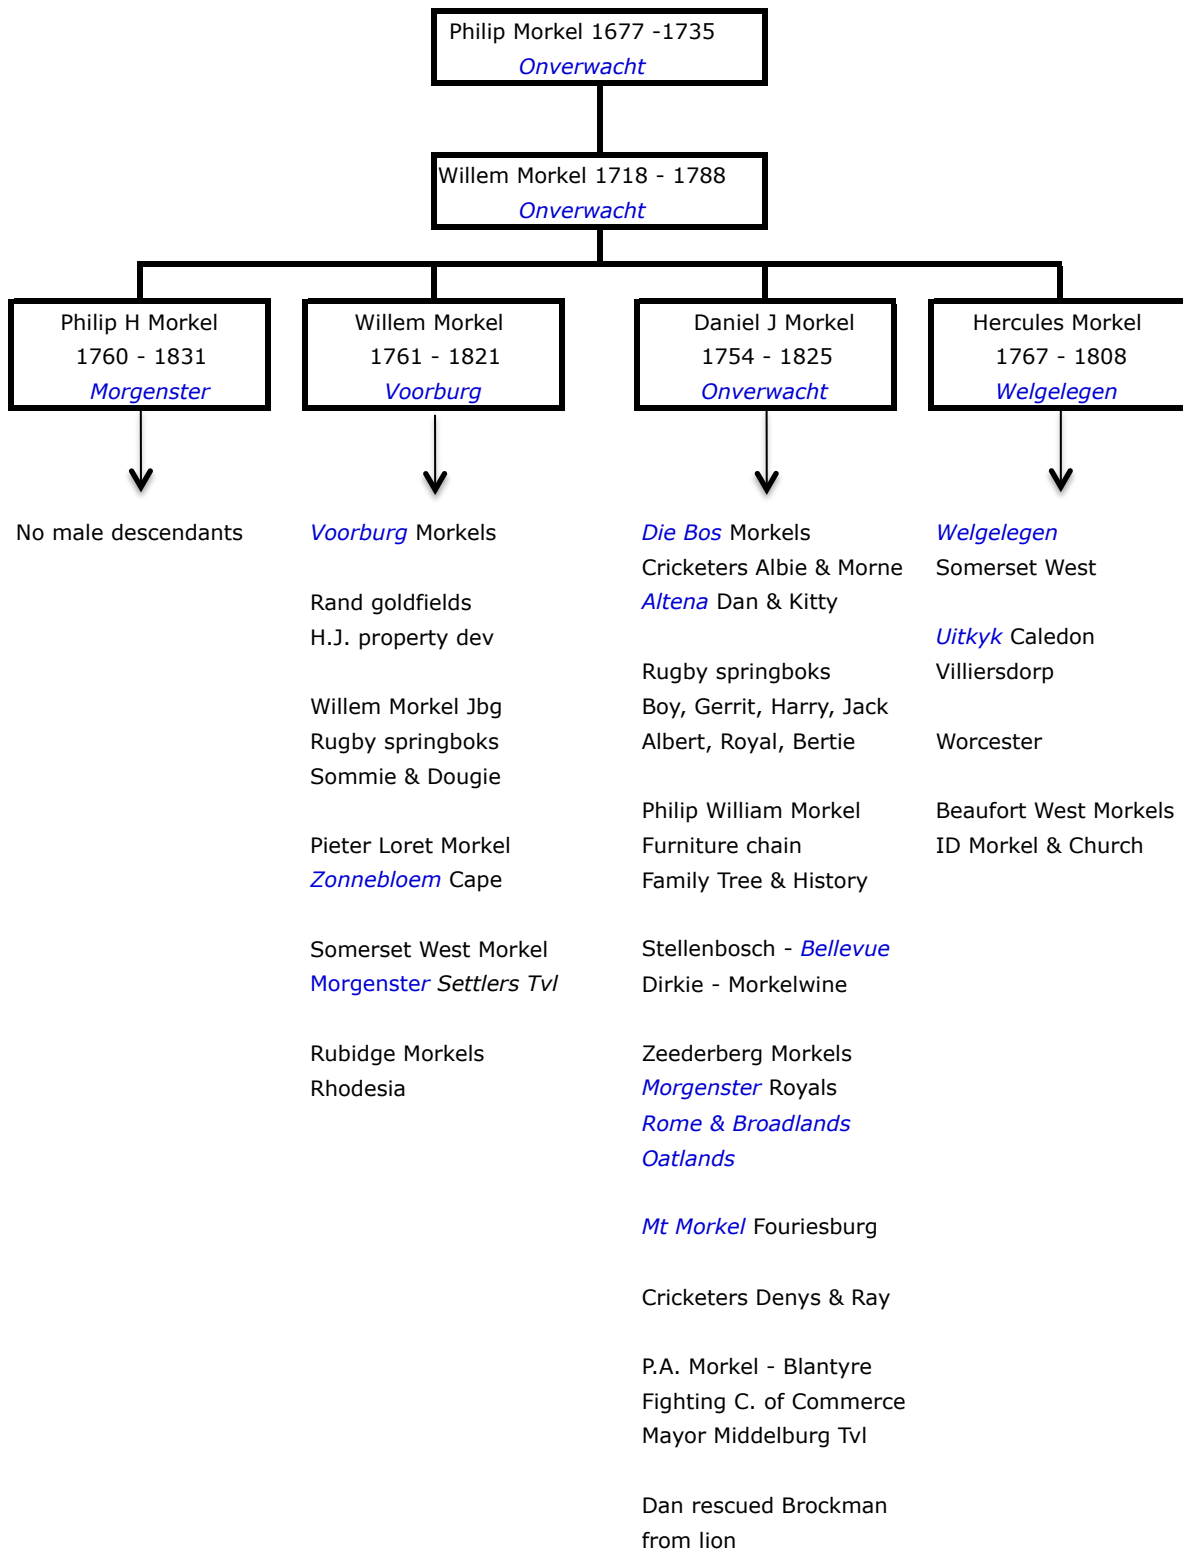 Philip Morkel 1677 -1735
Onverwacht
Willem Morkel 1718 - 1788
Onverwacht
Philip H Morkel
1760 - 1831
Morgenster
Willem Morkel
1761 - 1821
Voorburg
Daniel J Morkel
1754 - 1825
Onverwacht
Hercules Morkel
1767 - 1808
Welgelegen
No male descendants
Voorburg Morkels
Rand goldfields
H.J. property dev
Willem Morkel Jbg
Rugby springboks
Sommie & Dougie
Pieter Loret Morkel
Zonnebloem Cape
Somerset West Morkel
Morgenster Settlers Tvl
Rubidge Morkels
Rhodesia
Die Bos Morkels
Cricketers Albie & Morne
Altena Dan & Kitty
Rugby springboks
Boy, Gerrit, Harry, Jack
Albert, Royal, Bertie
Philip William Morkel
Furniture chain
Family Tree & History
Stellenbosch - Bellevue
Dirkie - Morkelwine
Zeederberg Morkels
Morgenster Royals
Rome & Broadlands
Oatlands
Mt Morkel Fouriesburg
Cricketers Denys & Ray
P.A. Morkel - Blantyre
Fighting C. of Commerce
Mayor Middelburg Tvl
Dan rescued Brockman
from lion
Welgelegen
Somerset West
Uitkyk Caledon
Villiersdorp
Worcester
Beaufort West Morkels
ID Morkel & Church